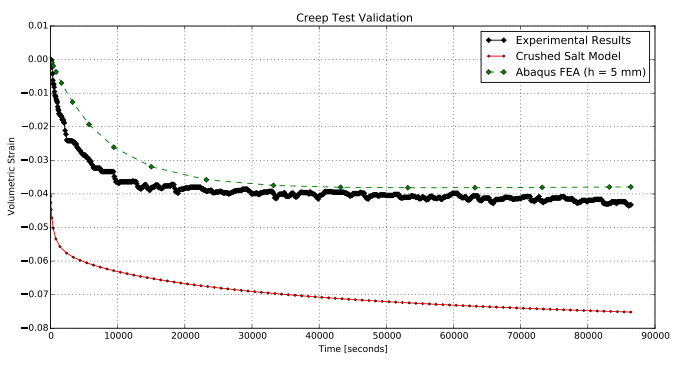 Creep Test Validation
0.01
0.00
−0.01
−0.02
−0.03
−0.04
−0.05
−0.06
−0.07
−0.08
Volumetric Strain
Experimental Results
Crushed Salt Model
Abaqus FEA (h = 5 mm)
0 10000 20000 30000 40000 50000 60000 70000 80000 90000
Time [seconds]